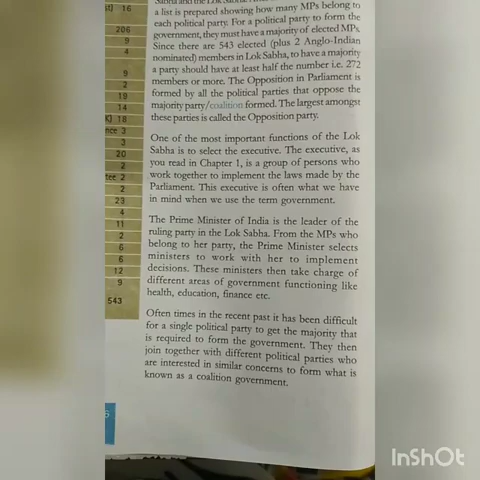 Sabha and the Lok Sabha
a list is prepared showing how many MPs belong to
each political party. For a political party to form the
government, they must have a majority of elected MPs.
Since there are 543 elected (plus 2 Anglo-Indian
nominated) members in Lok Sabha, to have a majority
a party should have at least half the number i.e. 272
members or more. The Opposition in Parliament is
formed by all the political parties that oppose the
majority party/coalition formed. The largest amongst
these parties is called the Opposition party.
One of the most important functions of the Lok
Sabha is to select the executive. The executive, as
you read in Chapter 1, is a group of persons who
work together to implement the laws made by the
Parliament. This executive is often what we have
in mind when we use the term government.
The Prime Minister of India is the leader of the
ruling party in the Lok Sabha. From the MPs who
belong to her party, the Prime Minister selects
ministers to work with her to implement
decisions. These ministers then take charge of
different areas of government functioning like
health, education, finance etc.
Often times in the recent past it has been difficult
for a single political party to get the majority that
is required to form the government. They then
join together with different political parties who
are interested in similar concerns to form what is
known as a coalition government.
16
206
9
4
9
2
19
14
18
nce 3
3
20
2
tee 2
2
23
4
11
2
6
6
12
9
543
InShOt